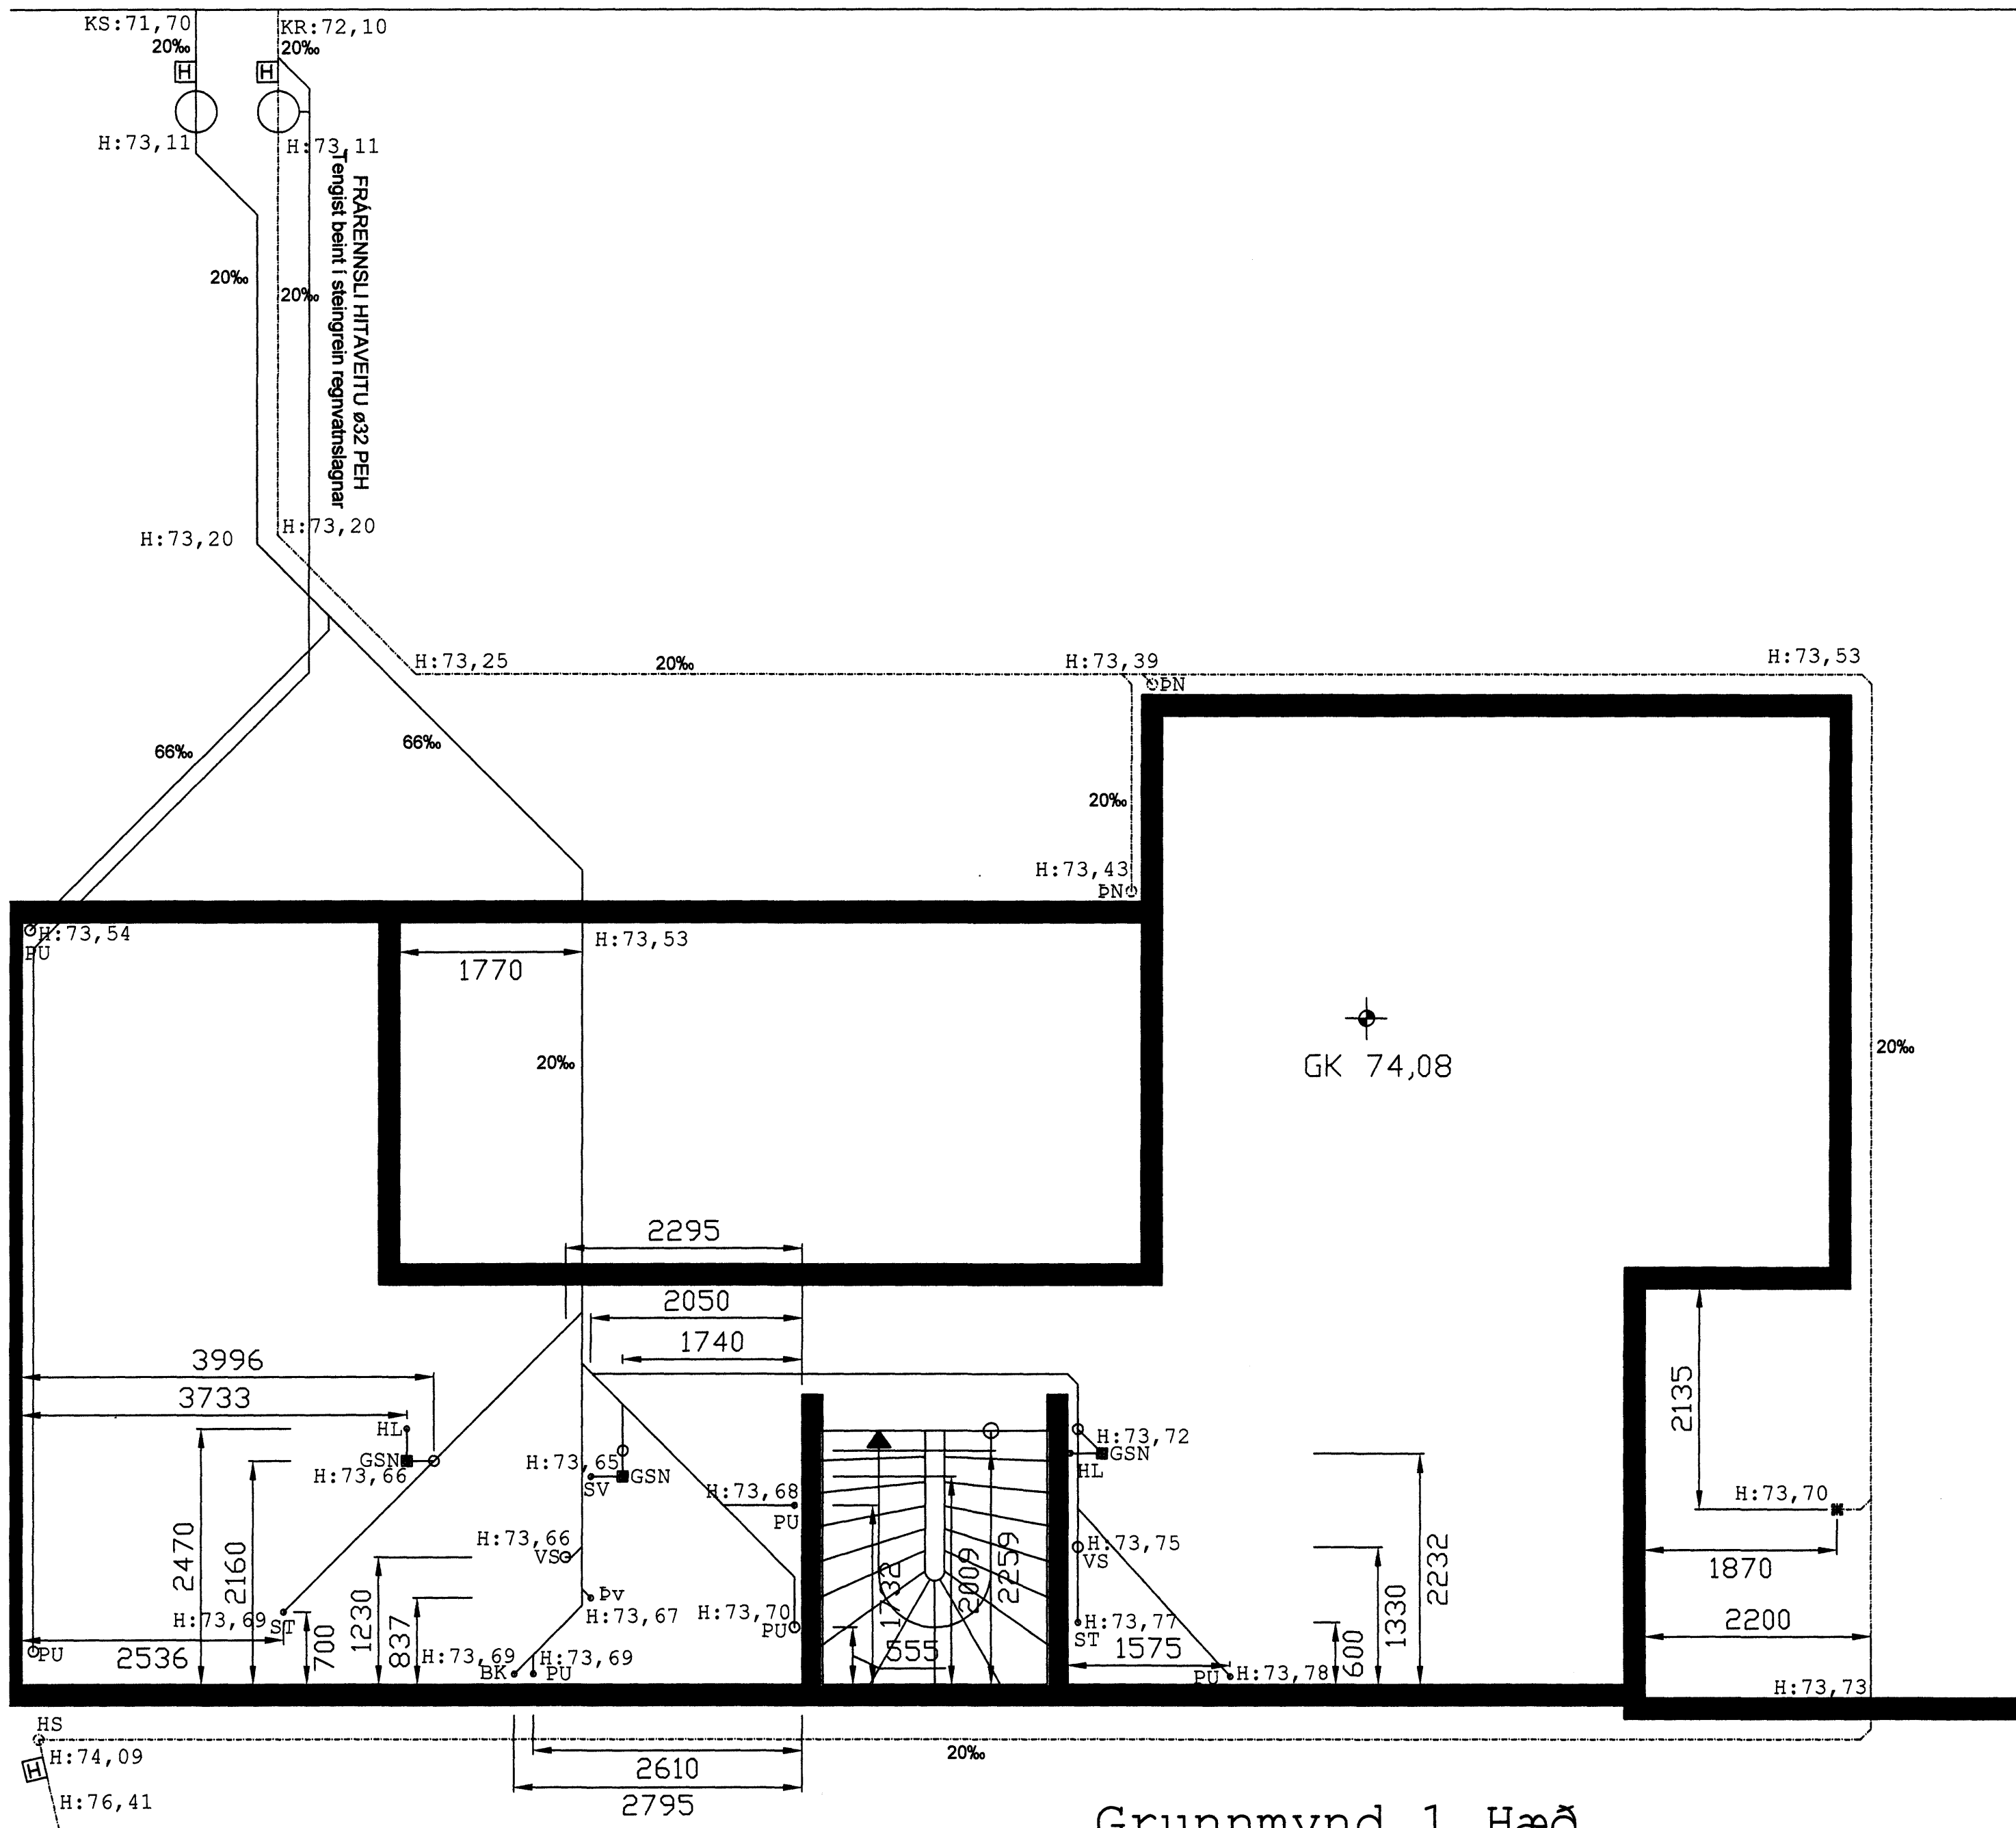 KS:71,70
KR:72,10
20‰
20‰
H
H
H:73,11
H:73,11
FRÁRENNSLI HITAVEITU ø32 PEH
Tengist beint í steingrein regnvatnslagnar
20‰
20‰
H:73,20
H:73,20
H:73,25
20‰
H:73,39
H:73,53
ÞN
66‰
66‰
20‰
H:73,43
ÞN
H:73,54
PU
H:73,53
1770
GK 74,08
20‰
20‰
2295
2050
1740
3996
3733
HL
GSN
H:73,66
H:73,65
SV
GSN
H:73,72
GSN
HL
2135
H:73,68
PU
H:73,70
2470
2160
H:73,66
VS
H:73,75
VS
1732
2009
2259
2232
1870
1230
837
Þv
H:73,67
H:73,70
PU
H:73,69
ST
700
H:73,77
ST
600
1330
2200
PU
2536
H:73,69
BK
H:73,69
PU
555
1575
PU
H:73,78
H:73,73
HS
H:74,09
H
H:76,41
20‰
2610
2795
Grunnmynd 1 Hæð